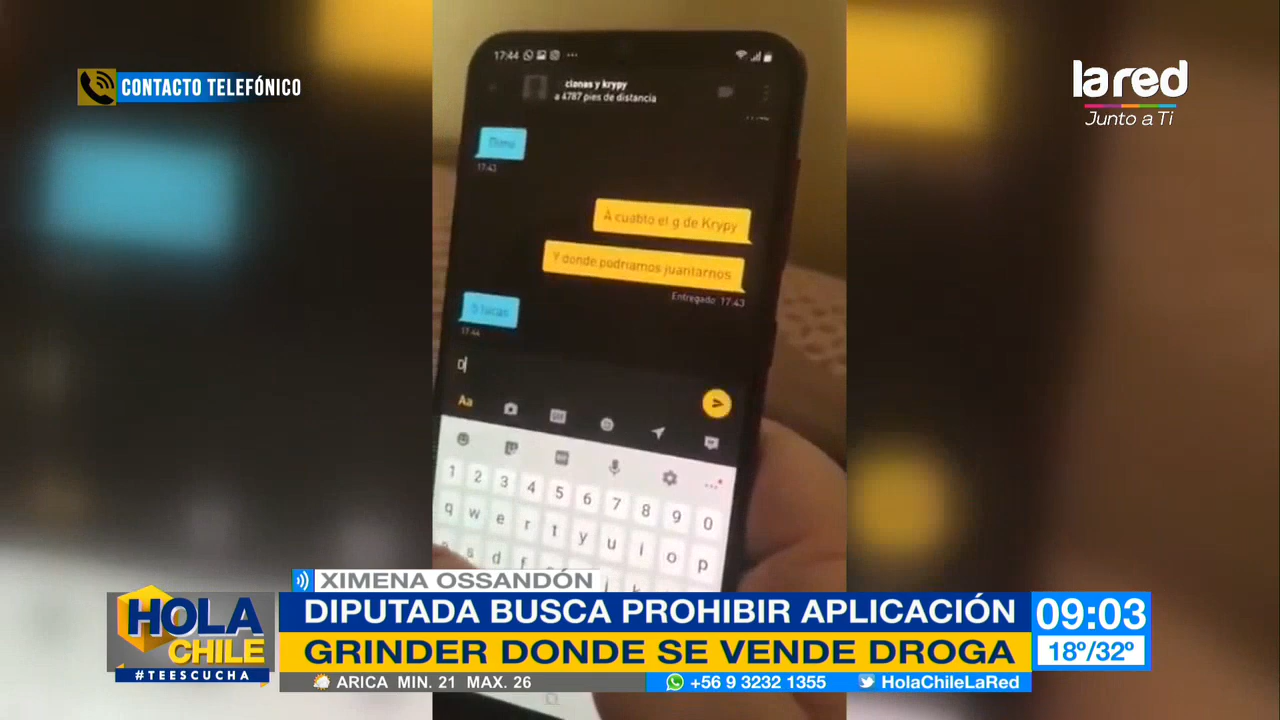 CONTACTO TELEFÓNICO
la red
Junto a Ti
17:44
cianas y krypy
a 4787 pies de distancia
Dime
17:43
A cuabto el g de Krypy
Y donde podriamos juantarnos
Entregado 17:43
5 lucas
17:44
D
Aa
GIF
1 2 3 4 5 6 7 8 9 0
q w e r t y u i o p
s d f
k
XIMENA OSSANDÓN
HOLA
CHILE
#TEESCUCHA
DIPUTADA BUSCA PROHIBIR APLICACIÓN
GRINDER DONDE SE VENDE DROGA
09:03
18º/32º
ARICA MIN. 21 MAX. 26
+56 9 3232 1355
HolaChileLaRed